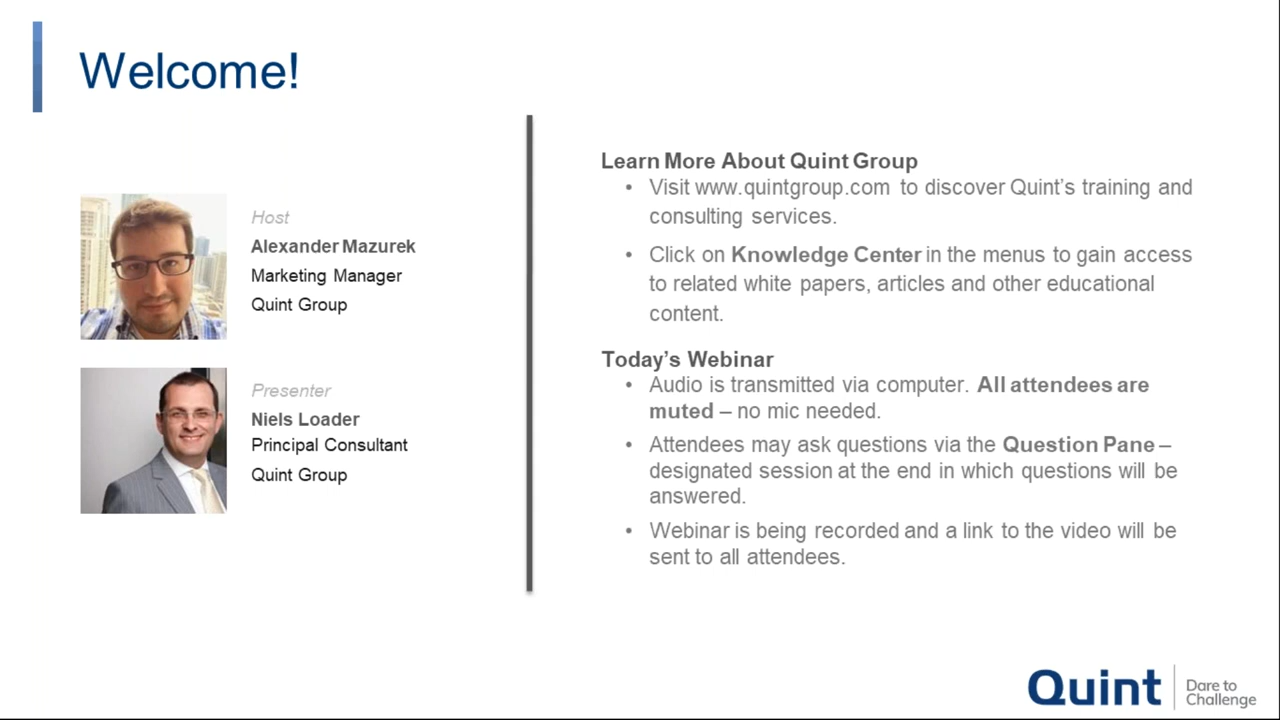 Welcome!
Host
Alexander Mazurek
Marketing Manager
Quint Group
Presenter
Niels Loader
Principal Consultant
Quint Group
Learn More About Quint Group
• Visit www.quintgroup.com to discover Quint's training and
consulting services.
• Click on Knowledge Center in the menus to gain access
to related white papers, articles and other educational
content.
Today's Webinar
• Audio is transmitted via computer. All attendees are
muted – no mic needed.
• Attendees may ask questions via the Question Pane –
designated session at the end in which questions will be
answered.
• Webinar is being recorded and a link to the video will be
sent to all attendees.
Quint
Dare to
Challenge